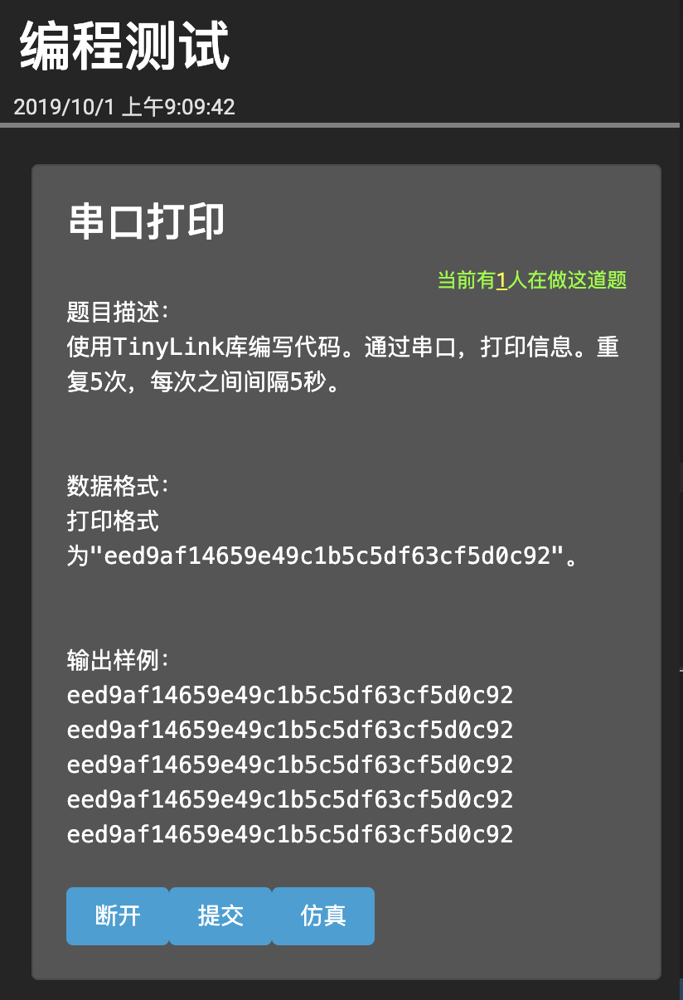 编程测试
2019/10/1 上午9:09:42
串口打印
当前有1人在做这道题
题目描述：
使用TinyLink库编写代码。通过串口，打印信息。重
复5次，每次之间间隔5秒。
数据格式：
打印格式
为"eed9af14659e49c1b5c5df63cf5d0c92"。
输出样例：
eed9af14659e49c1b5c5df63cf5d0c92
eed9af14659e49c1b5c5df63cf5d0c92
eed9af14659e49c1b5c5df63cf5d0c92
eed9af14659e49c1b5c5df63cf5d0c92
eed9af14659e49c1b5c5df63cf5d0c92
断开 提交 仿真